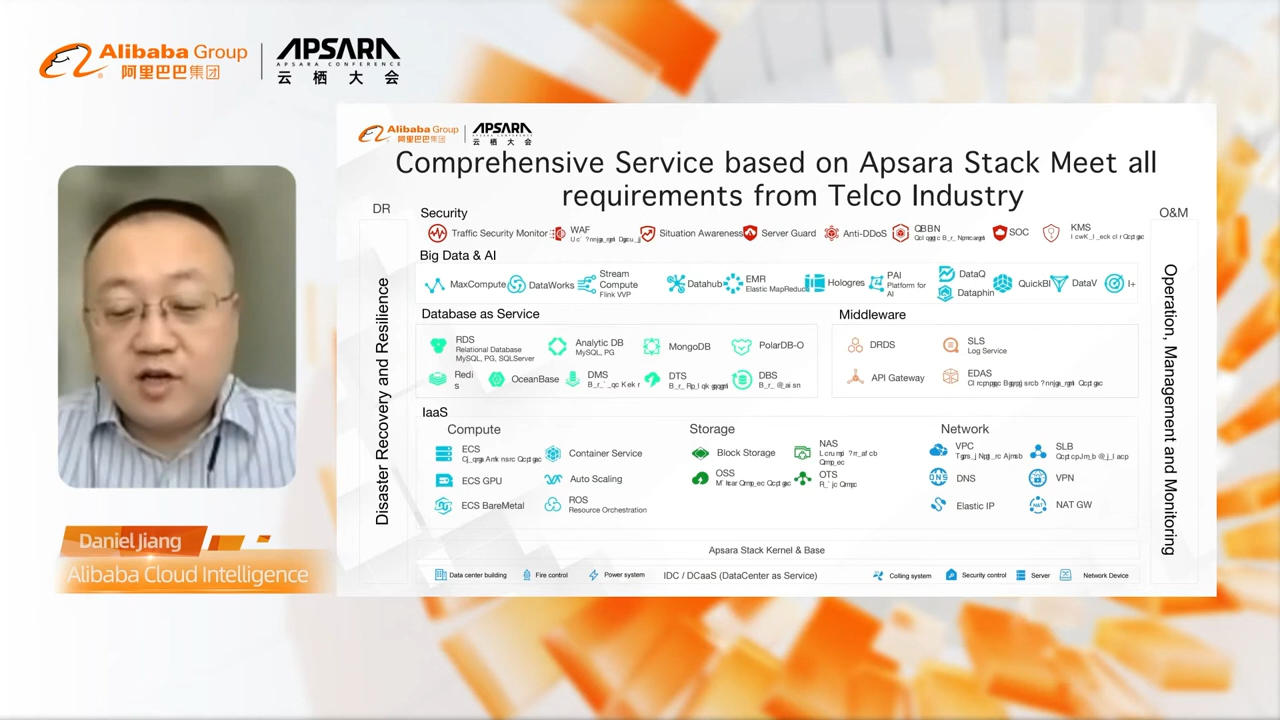 Alibaba Group
阿里巴巴集团
APSARA
CONFERENCE
云栖大会
Alibaba Group
阿里巴巴集团
APSARA
APSARA CONFERENCE
云栖大会
Comprehensive Service based on Apsara Stack Meet all
requirements from Telco Industry
DR
O&M
Disaster Recovery and Resilience
Operation, Management and Monitoring
Security
Traffic Security Monitor
WAF
Situation Awareness
Server Guard
Anti-DDoS
SOC
KMS
Big Data & AI
MaxCompute
DataWorks
Stream
Compute
Flink VVP
Datahub
EMR
Elastic MapReduce
Hologres
PAI
Platform for
AI
DataQ
Dataphin
QuickBI
DataV
I+
Database as Service
RDS
Relational Database
MySQL, PG, SQLServer
Analytic DB
MySQL, PG
MongoDB
PolarDB-O
Redi
s
OceanBase
DMS
DTS
DBS
Middleware
DRDS
SLS
Log Service
API Gateway
EDAS
IaaS
Compute
ECS
Container Service
ECS GPU
Auto Scaling
ECS BareMetal
ROS
Resource Orchestration
Storage
Block Storage
NAS
OSS
OTS
Network
VPC
SLB
DNS
VPN
Elastic IP
NAT GW
Apsara Stack Kernel & Base
Data center building
Fire control
Power system
IDC / DCaaS (DataCenter as Service)
Colling system
Security control
Server
Network Device
Daniel Jiang
Alibaba Cloud Intelligence